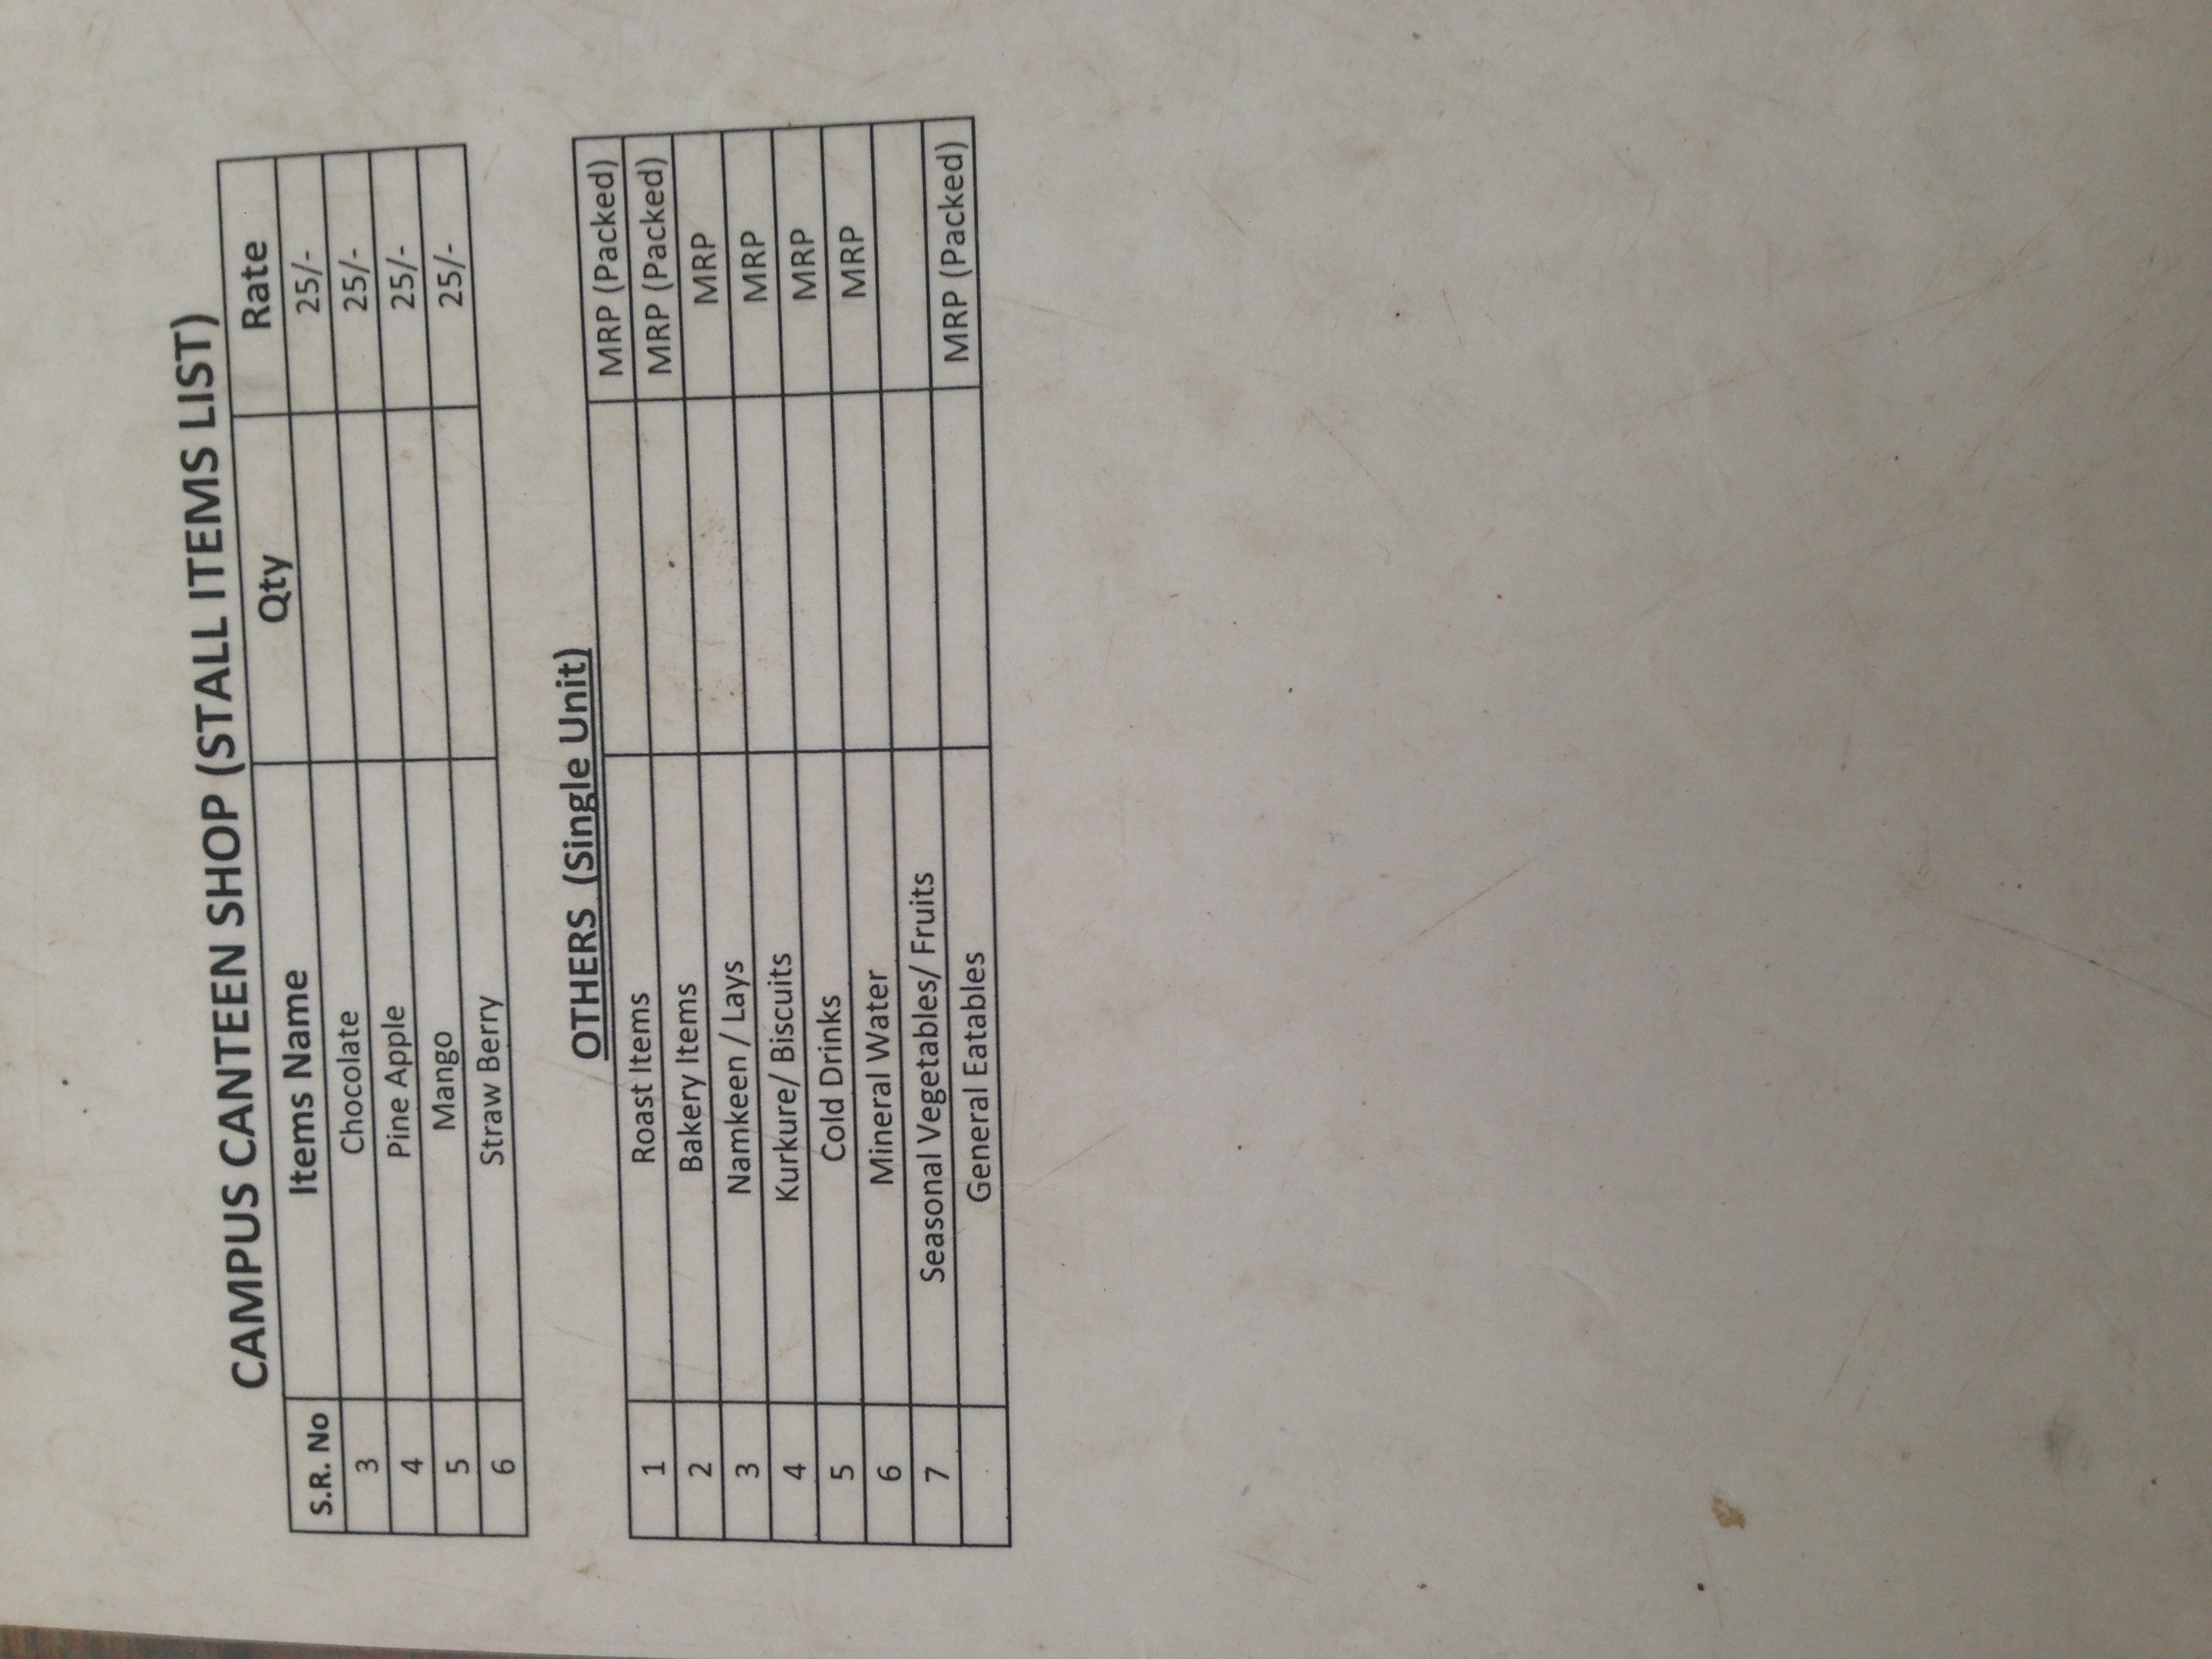 CAMPUS CANTEEN SHOP (STALL ITEMS LIST)
S.R. No Items Name Qty Rate
3 Chocolate 25/-
4 Pine Apple 25/-
5 Mango 25/-
6 Straw Berry 25/-
OTHERS (Single Unit)
1 Roast Items MRP (Packed)
2 Bakery Items MRP (Packed)
3 Namkeen / Lays MRP
4 Kurkure/ Biscuits MRP
5 Cold Drinks MRP
6 Mineral Water MRP
7 Seasonal Vegetables/ Fruits
General Eatables MRP (Packed)